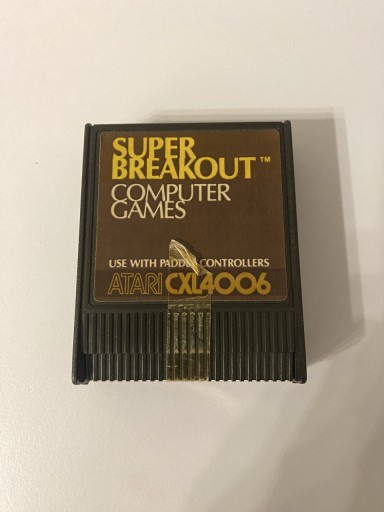 SUPER
BREAKOUT™
COMPUTER
GAMES
USE WITH PADDLE CONTROLLERS
ATARI CXL4006